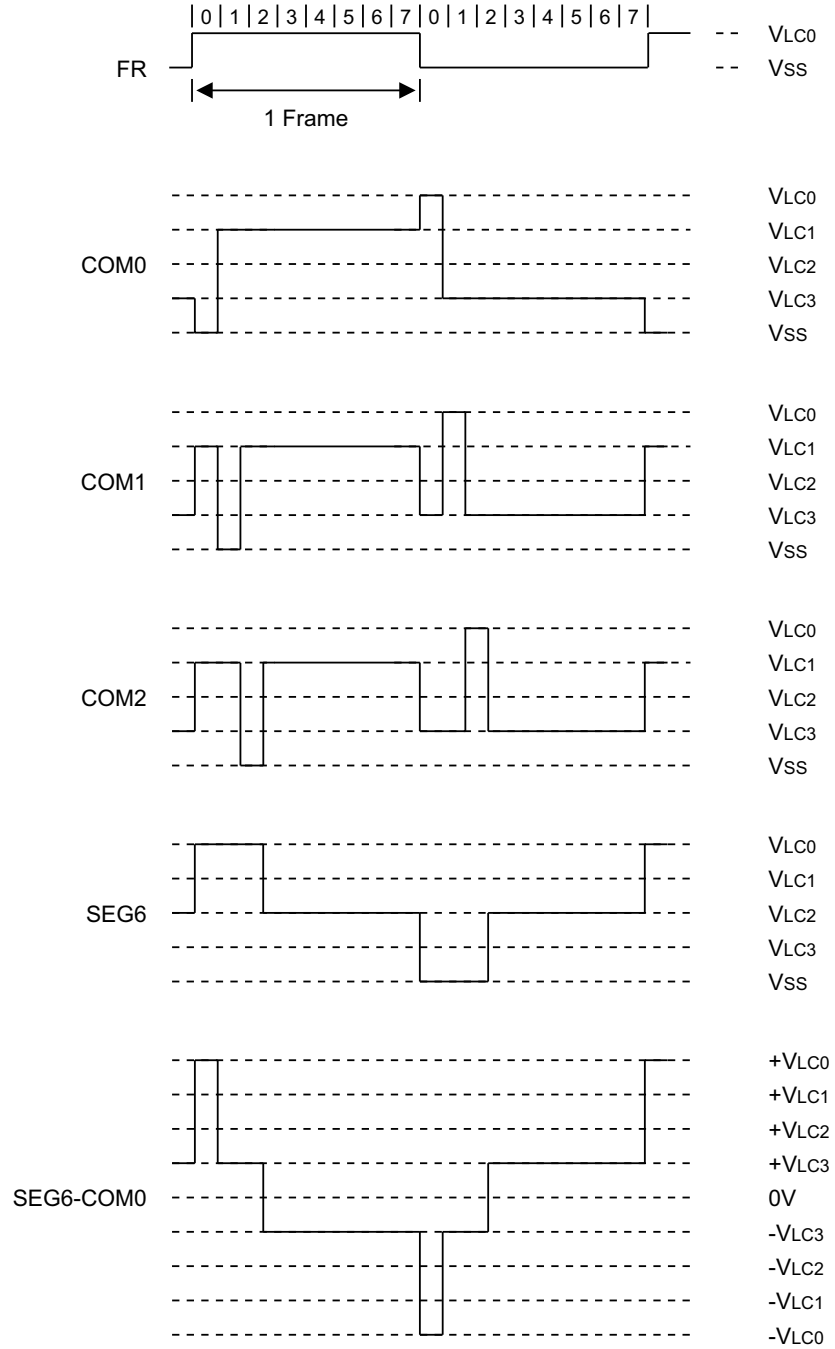 0 1 2 3 4 5 6 7 0 1 2 3 4 5 6 7
VLC0
FR
VSS
1 Frame
VLC0
VLC1
COM0
VLC2
VLC3
VSS
VLC0
VLC1
COM1
VLC2
VLC3
VSS
VLC0
VLC1
COM2
VLC2
VLC3
VSS
VLC0
VLC1
SEG6
VLC2
VLC3
VSS
+VLC0
+VLC1
+VLC2
+VLC3
SEG6-COM0
0V
-VLC3
-VLC2
-VLC1
-VLC0